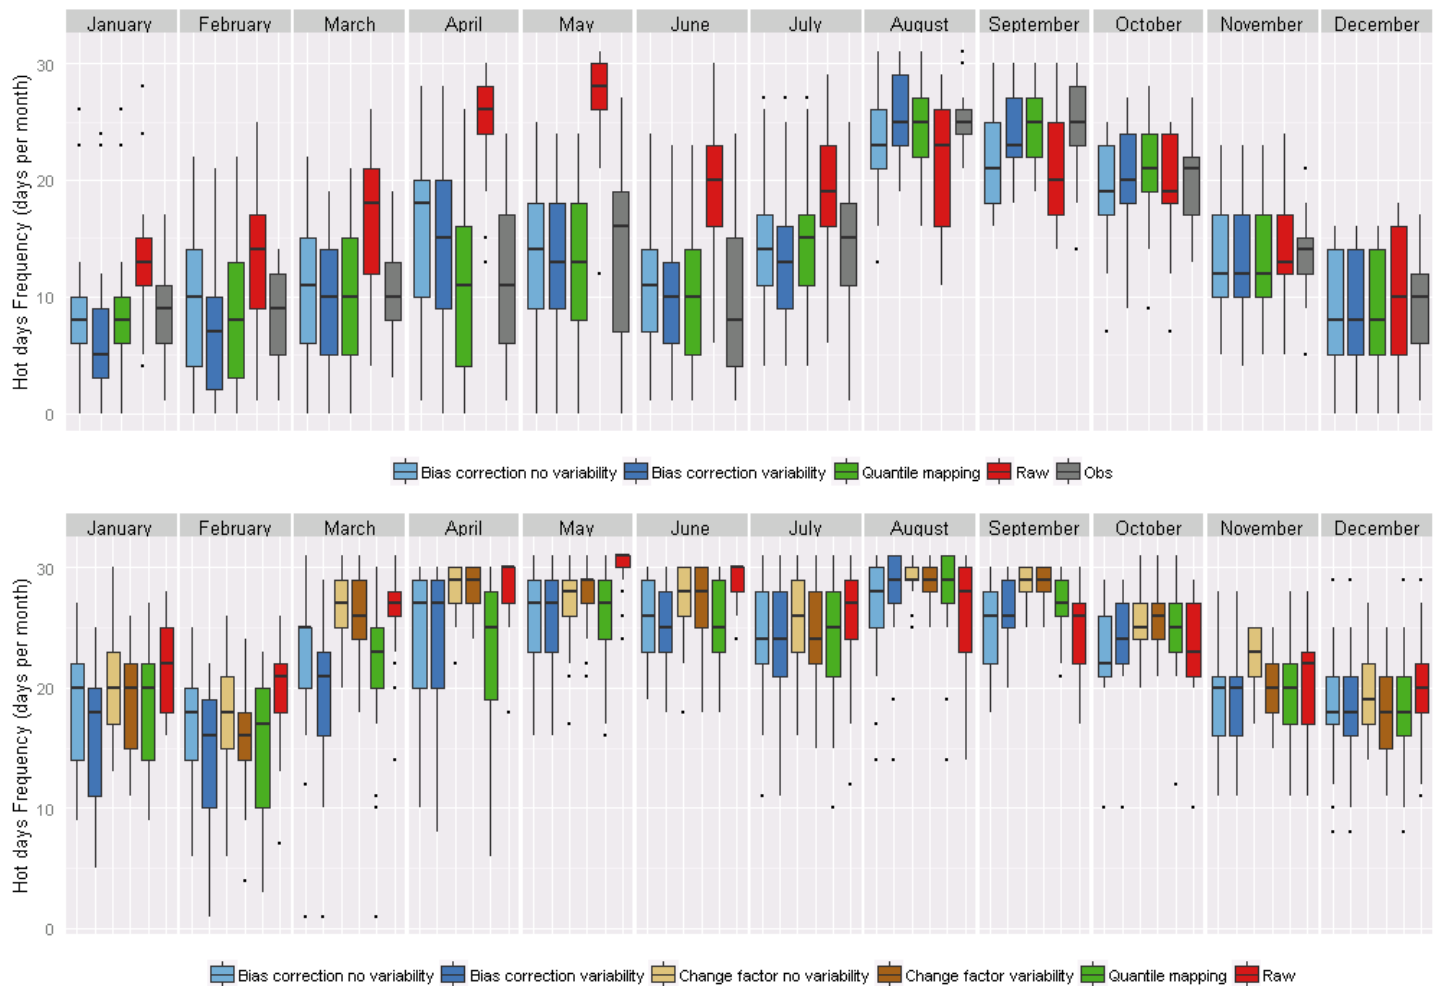 January February March April May June July August September October November December
30
20
10
0
Hot days Frequency (days per month)
Bias correction no variability Bias correction variability Quantile mapping Raw Obs
January February March April May June July August September October November December
30
20
10
0
Hot days Frequency (days per month)
Bias correction no variability Bias correction variability Change factor no variability Change factor variability Quantile mapping Raw